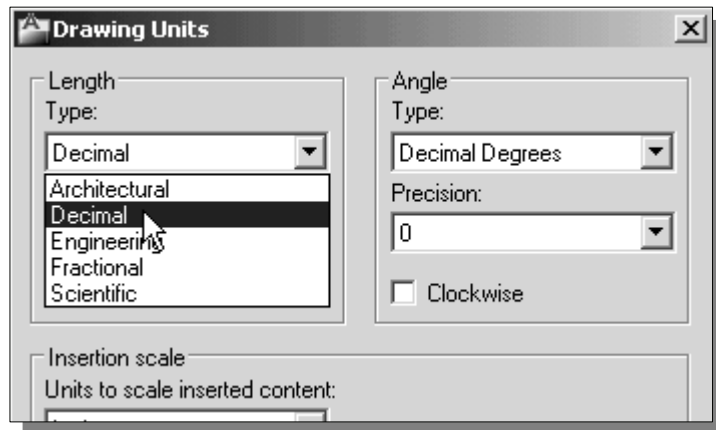 Drawing Units
Length
Type:
Decimal
Architectural
Decimal
Engineering
Fractional
Scientific
Angle
Type:
Decimal Degrees
Precision:
0
Clockwise
Insertion scale
Units to scale inserted content: